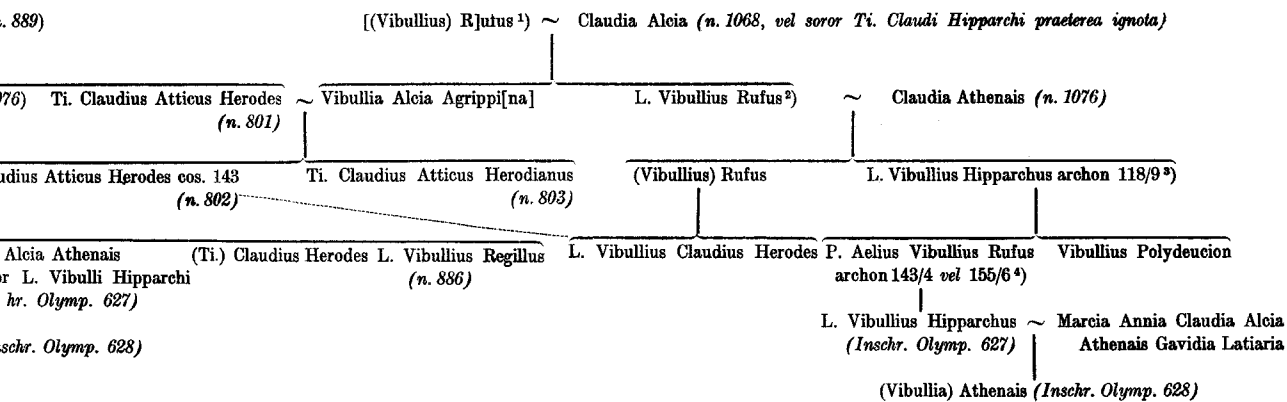 . 889) [(Vibullius) R]ufus ¹) ~ Claudia Alcia (n. 1068, vel soror Ti. Claudi Hipparchi praeterea ignota)
976) Ti. Claudius Atticus Herodes ~ Vibullia Alcia Agrippi[na] L. Vibullius Rufus ²) ~ Claudia Athenais (n. 1076)
(n. 801)
udius Atticus Herodes cos. 143 Ti. Claudius Atticus Herodianus (Vibullius) Rufus L. Vibullius Hipparchus archon 118/9 ³)
(n. 802) (n. 803)
Alcia Athenais (Ti.) Claudius Herodes L. Vibullius Regillus L. Vibullius Claudius Herodes P. Aelius Vibullius Rufus Vibullius Polydeucion
or L. Vibulli Hipparchi (n. 886) archon 143/4 vel 155/6 ⁴)
hr. Olymp. 627)
L. Vibullius Hipparchus ~ Marcia Annia Claudia Alcia
schr. Olymp. 628) (Inschr. Olymp. 627) Athenais Gavidia Latiaria
(Vibullia) Athenais (Inschr. Olymp. 628)